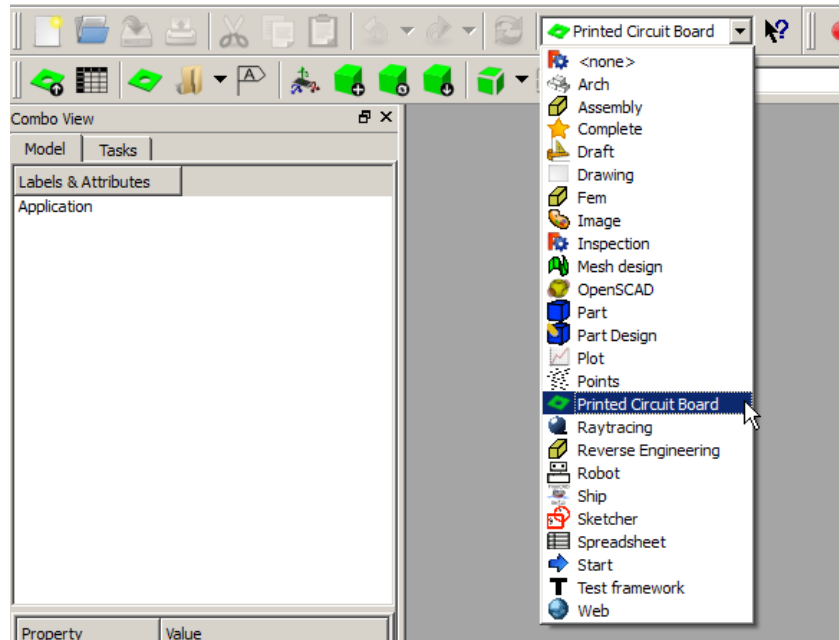 Printed Circuit Board
A
Combo View
Model Tasks
Labels & Attributes
Application
<none>
Arch
Assembly
Complete
Draft
Drawing
Fem
Image
Inspection
Mesh design
OpenSCAD
Part
Part Design
Plot
Points
Printed Circuit Board
Raytracing
Reverse Engineering
Robot
Ship
Sketcher
Spreadsheet
Start
Test framework
Web
Property Value